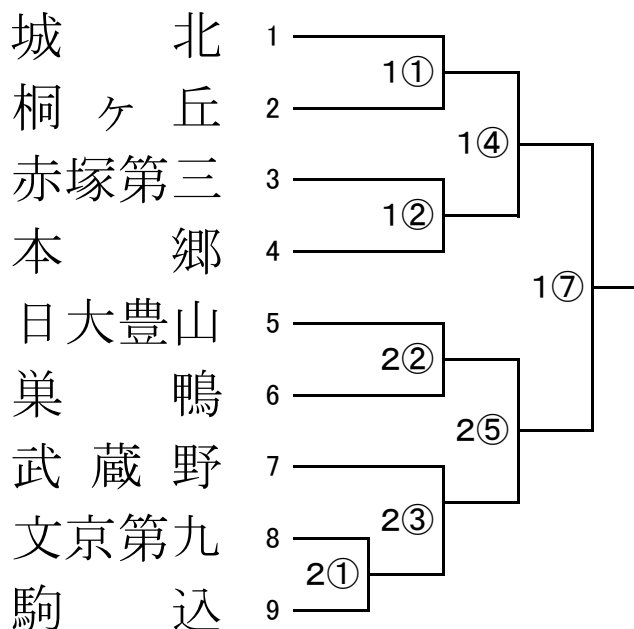 城北 1
桐ヶ丘 2
1①
赤塚第三 3
1④
本郷 4
1②
日大豊山 5
1⑦
巣鴨 6
2②
武蔵野 7
2⑤
文京第九 8
2③
駒込 9
2①